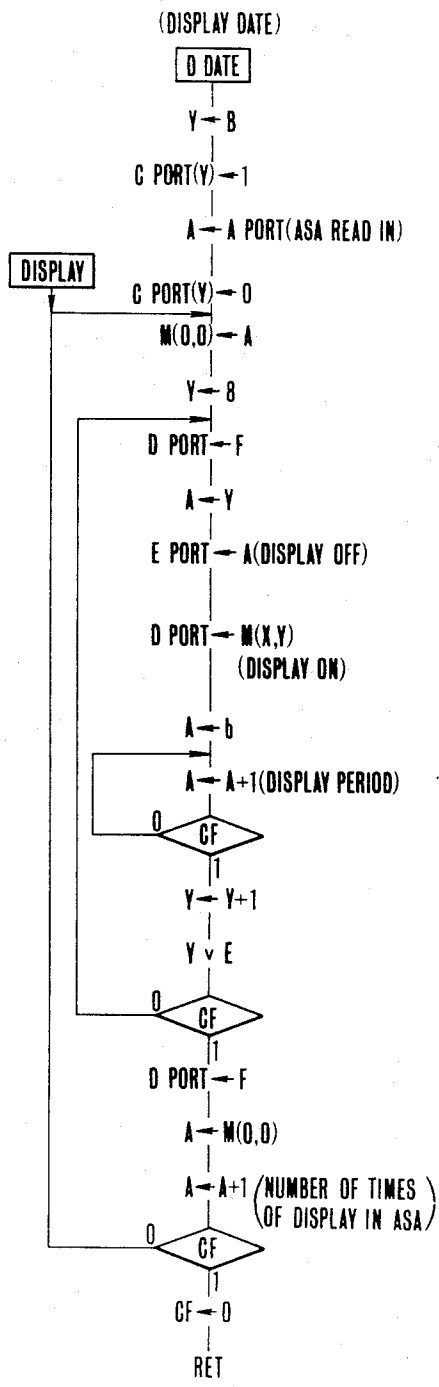 (DISPLAY DATE)
D DATE
Y←B
C PORT(Y)←1
A←A PORT(ASA READ IN)
DISPLAY
C PORT(Y)←0
M(0,0)←A
Y←8
D PORT←F
A←Y
E PORT←A(DISPLAY OFF)
D PORT←M(X,Y)
(DISPLAY ON)
A←b
A←A+1(DISPLAY PERIOD)
0
CF
1
Y←Y+1
Y v E
0
CF
1
D PORT←F
A←M(0,0)
A←A+1(NUMBER OF TIMES
OF DISPLAY IN ASA)
0
CF
1
CF←0
RET